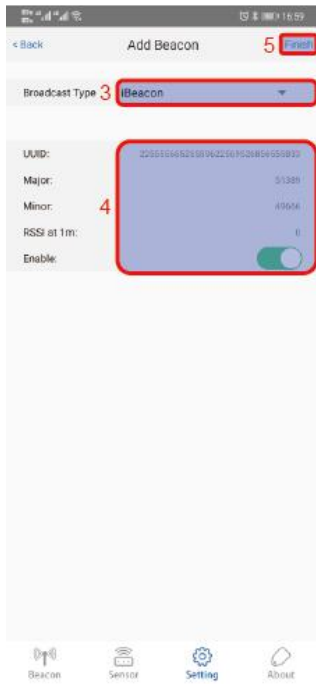 16:59
< Back Add Beacon 5 Finish
Broadcast Type 3 iBeacon
UUID:
Major: 51389
Minor: 4 49646
RSSI at 1m: 0
Enable:
Beacon Sensor Setting About